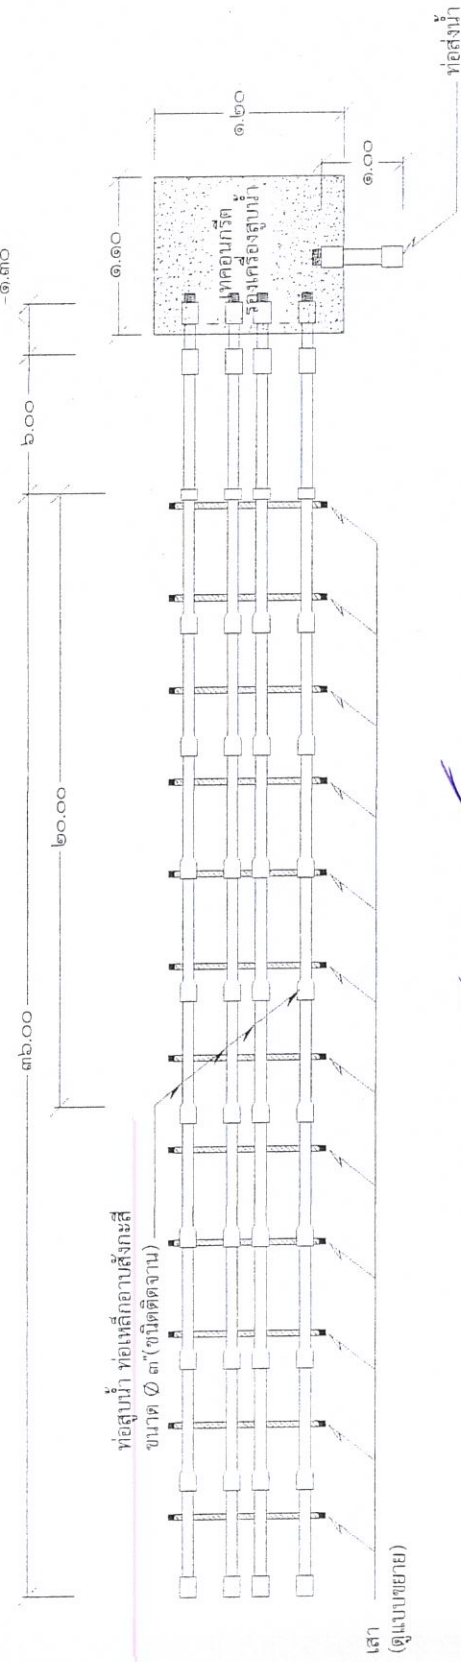 ๓๖.๐๐
๖.๐๐
๑.๓๐
๒๐.๐๐
๑.๑๐
๑.๒๐
๑.๐๐
ท่อสูบน้ำ ท่อเหล็กอาบสังกะสี
ขนาด Ø ๓"(ชนิดติดจาน)
เทคอนกรีต
รองเครื่องสูบน้ำ
ท่อส่งน้ำ
เสา
(ดูแบบขยาย)